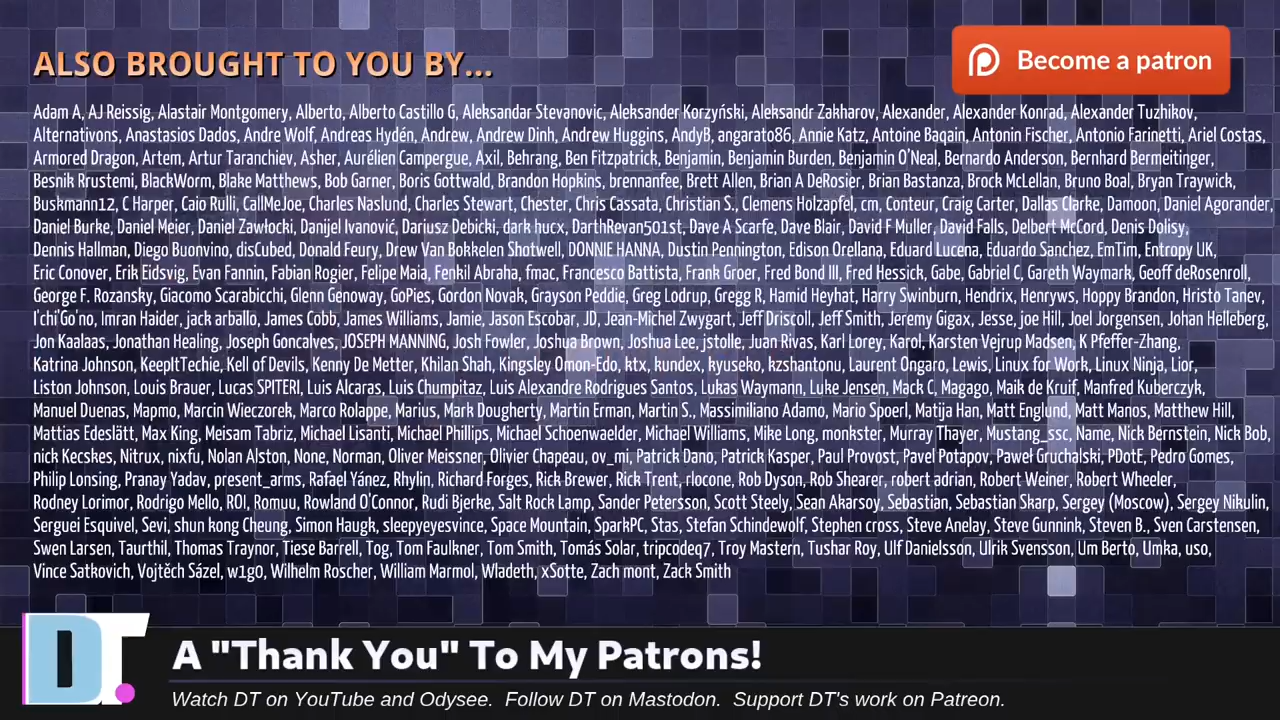 ALSO BROUGHT TO YOU BY...
Become a patron
Adam A, AJ Reissig, Alastair Montgomery, Alberto, Alberto Castillo G, Aleksandar Stevanovic, Aleksander Korzyński, Aleksandr Zakharov, Alexander, Alexander Konrad, Alexander Tuzhikov,
Alternativons, Anastasios Dados, Andre Wolf, Andreas Hydén, Andrew, Andrew Dinh, Andrew Huggins, AndyB, angarato86, Annie Katz, Antoine Baqain, Antonin Fischer, Antonio Farinetti, Ariel Costas,
Armored Dragon, Artem, Artur Taranchiev, Asher, Aurélien Campergue, Axil, Behrang, Ben Fitzpatrick, Benjamin, Benjamin Burden, Benjamin O'Neal, Bernardo Anderson, Bernhard Bermeitinger,
Besnik Rrustemi, BlackWorm, Blake Matthews, Bob Garner, Boris Gottwald, Brandon Hopkins, brennanfee, Brett Allen, Brian A DeRosier, Brian Bastanza, Brock McLellan, Bruno Boal, Bryan Traywick,
Buskmann12, C Harper, Caio Rulli, CallMeJoe, Charles Naslund, Charles Stewart, Chester, Chris Cassata, Christian S., Clemens Holzapfel, cm, Conteur, Craig Carter, Dallas Clarke, Damoon, Daniel Agorander,
Daniel Burke, Daniel Meier, Daniel Zawłocki, Danijel Ivanović, Dariusz Debicki, dark hucx, DarthRevan501st, Dave A Scarfe, Dave Blair, David F Muller, David Falls, Delbert McCord, Denis Dolisy,
Dennis Hallman, Diego Buonvino, disCubed, Donald Feury, Drew Van Bokkelen Shotwell, DONNIE HANNA, Dustin Pennington, Edison Orellana, Eduard Lucena, Eduardo Sanchez, EmTim, Entropy UK,
Eric Conover, Erik Eidsvig, Evan Fannin, Fabian Rogier, Felipe Maia, Fenkil Abraha, fmac, Francesco Battista, Frank Groer, Fred Bond III, Fred Hessick, Gabe, Gabriel C, Gareth Waymark, Geoff deRosenroll,
George F. Rozansky, Giacomo Scarabicchi, Glenn Genoway, GoPies, Gordon Novak, Grayson Peddie, Greg Lodrup, Gregg R, Hamid Heyhat, Harry Swinburn, Hendrix, Henryws, Hoppy Brandon, Hristo Tanev,
I'chi'Go'no, Imran Haider, jack arballo, James Cobb, James Williams, Jamie, Jason Escobar, JD, Jean-Michel Zwygart, Jeff Driscoll, Jeff Smith, Jeremy Gigax, Jesse, joe Hill, Joel Jorgensen, Johan Helleberg,
Jon Kaalaas, Jonathan Healing, Joseph Goncalves, JOSEPH MANNING, Josh Fowler, Joshua Brown, Joshua Lee, jstolle, Juan Rivas, Karl Lorey, Karol, Karsten Vejrup Madsen, K Pfeffer-Zhang,
Katrina Johnson, KeepItTechie, Kell of Devils, Kenny De Metter, Khilan Shah, Kingsley Omon-Edo, ktx, kundex, kyuseko, kzshantonu, Laurent Ongaro, Lewis, Linux for Work, Linux Ninja, Lior,
Liston Johnson, Louis Brauer, Lucas SPITERI, Luis Alcaras, Luis Chumpitaz, Luis Alexandre Rodrigues Santos, Lukas Waymann, Luke Jensen, Mack C, Magago, Maik de Kruif, Manfred Kuberczyk,
Manuel Duenas, Mapmo, Marcin Wieczorek, Marco Rolappe, Marius, Mark Dougherty, Martin Erman, Martin S., Massimiliano Adamo, Mario Spoerl, Matija Han, Matt Englund, Matt Manos, Matthew Hill,
Mattias Edeslätt, Max King, Meisam Tabriz, Michael Lisanti, Michael Phillips, Michael Schoenwaelder, Michael Williams, Mike Long, monkster, Murray Thayer, Mustang_ssc, Name, Nick Bernstein, Nick Bob,
nick Kecskes, Nitrux, nixfu, Nolan Alston, None, Norman, Oliver Meissner, Olivier Chapeau, ov_mi, Patrick Dano, Patrick Kasper, Paul Provost, Pavel Potapov, Paweł Gruchalski, PDotE, Pedro Gomes,
Philip Lonsing, Pranay Yadav, present_arms, Rafael Yánez, Rhylin, Richard Forges, Rick Brewer, Rick Trent, rlocone, Rob Dyson, Rob Shearer, robert adrian, Robert Weiner, Robert Wheeler,
Rodney Lorimor, Rodrigo Mello, ROI, Romuu, Rowland O'Connor, Rudi Bjerke, Salt Rock Lamp, Sander Petersson, Scott Steely, Sean Akarsoy, Sebastian, Sebastian Skarp, Sergey (Moscow), Sergey Nikulin,
Serguei Esquivel, Sevi, shun kong Cheung, Simon Haugk, sleepyeyesvince, Space Mountain, SparkPC, Stas, Stefan Schindewolf, Stephen cross, Steve Anelay, Steve Gunnink, Steven B., Sven Carstensen,
Swen Larsen, Taurthil, Thomas Traynor, Tiese Barrell, Tog, Tom Faulkner, Tom Smith, Tomás Solar, tripcodeq7, Troy Mastern, Tushar Roy, Ulf Danielsson, Ulrik Svensson, Um Berto, Umka, uso,
Vince Satkovich, Vojtěch Sázel, w1g0, Wilhelm Roscher, William Marmol, Wladeth, xSotte, Zach mont, Zack Smith
DT
A "Thank You" To My Patrons!
Watch DT on YouTube and Odysee. Follow DT on Mastodon. Support DT's work on Patreon.